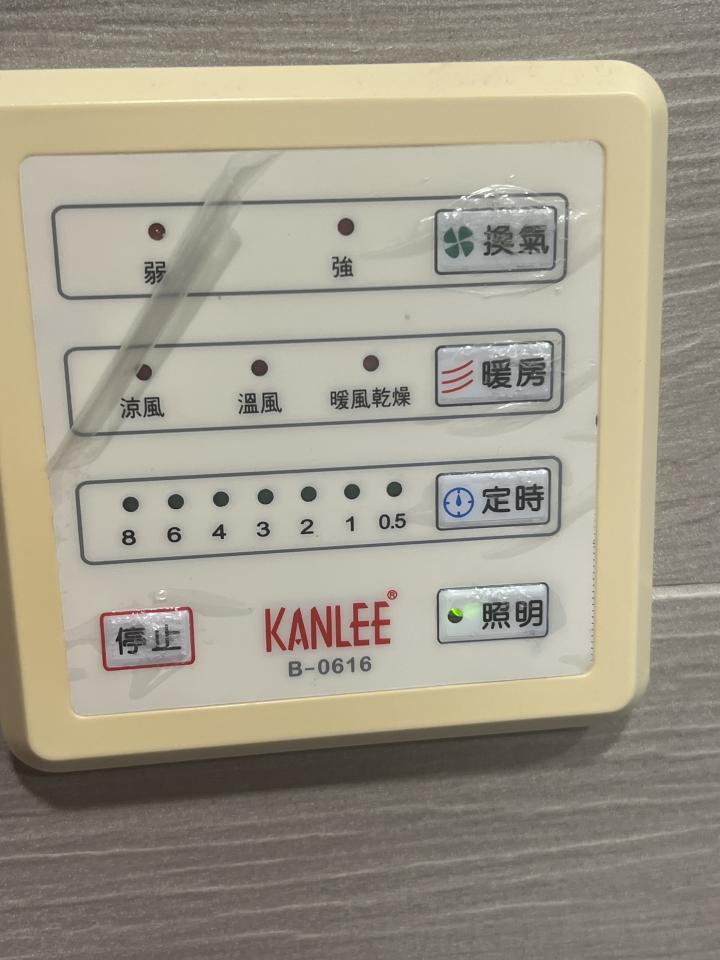 弱 強 換氣
涼風 溫風 暖風乾燥 暖房
8 6 4 3 2 1 0.5 定時
停止 KANLEE® 照明
B-0616